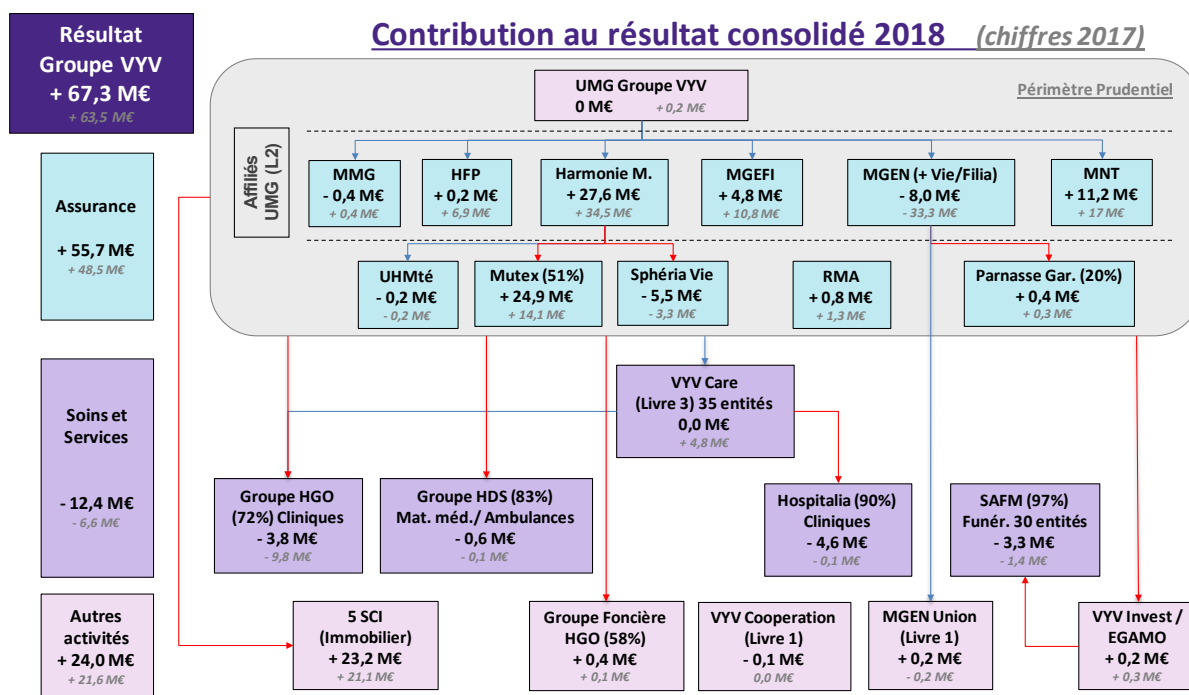 Résultat
Groupe VYV
+ 67,3 M€
+ 63,5 M€
Contribution au résultat consolidé 2018 (chiffres 2017)
Périmètre Prudentiel
UMG Groupe VYV
0 M€ + 0,2 M€
Affiliés
UMG (L2)
MMG
- 0,4 M€
+ 0,4 M€
HFP
+ 0,2 M€
+ 6,9 M€
Harmonie M.
+ 27,6 M€
+ 34,5 M€
MGEFI
+ 4,8 M€
+ 10,8 M€
MGEN (+ Vie/Filia)
- 8,0 M€
- 33,3 M€
MNT
+ 11,2 M€
+ 17 M€
Assurance
+ 55,7 M€
+ 48,5 M€
UHMté
- 0,2 M€
- 0,2 M€
Mutex (51%)
+ 24,9 M€
+ 14,1 M€
Sphéria Vie
- 5,5 M€
- 3,3 M€
RMA
+ 0,8 M€
+ 1,3 M€
Parnasse Gar. (20%)
+ 0,4 M€
+ 0,3 M€
Soins et
Services
- 12,4 M€
- 6,6 M€
VYV Care
(Livre 3) 35 entités
0,0 M€
+ 4,8 M€
Groupe HGO
(72%) Cliniques
- 3,8 M€
- 9,8 M€
Groupe HDS (83%)
Mat. méd./ Ambulances
- 0,6 M€
- 0,1 M€
Hospitalia (90%)
Cliniques
- 4,6 M€
- 0,1 M€
SAFM (97%)
Funér. 30 entités
- 3,3 M€
- 1,4 M€
Autres
activités
+ 24,0 M€
+ 21,6 M€
5 SCI
(Immobilier)
+ 23,2 M€
+ 21,1 M€
Groupe Foncière
HGO (58%)
+ 0,4 M€
+ 0,1 M€
VYV Cooperation
(Livre 1)
- 0,1 M€
0,0 M€
MGEN Union
(Livre 1)
+ 0,2 M€
- 0,2 M€
VYV Invest /
EGAMO
+ 0,2 M€
+ 0,3 M€